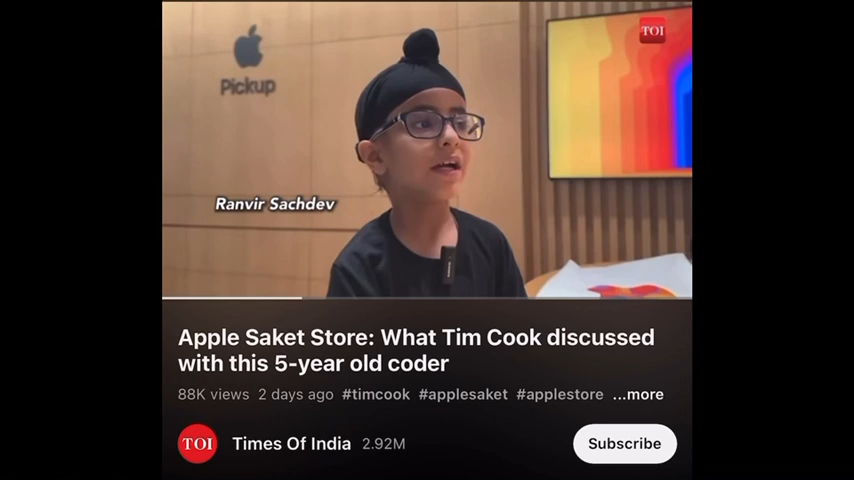 TOI
Pickup
Ranvir Sachdev
Apple Saket Store: What Tim Cook discussed
with this 5-year old coder
88K views 2 days ago #timcook #applesaket #applestore ...more
TOI Times Of India 2.92M Subscribe